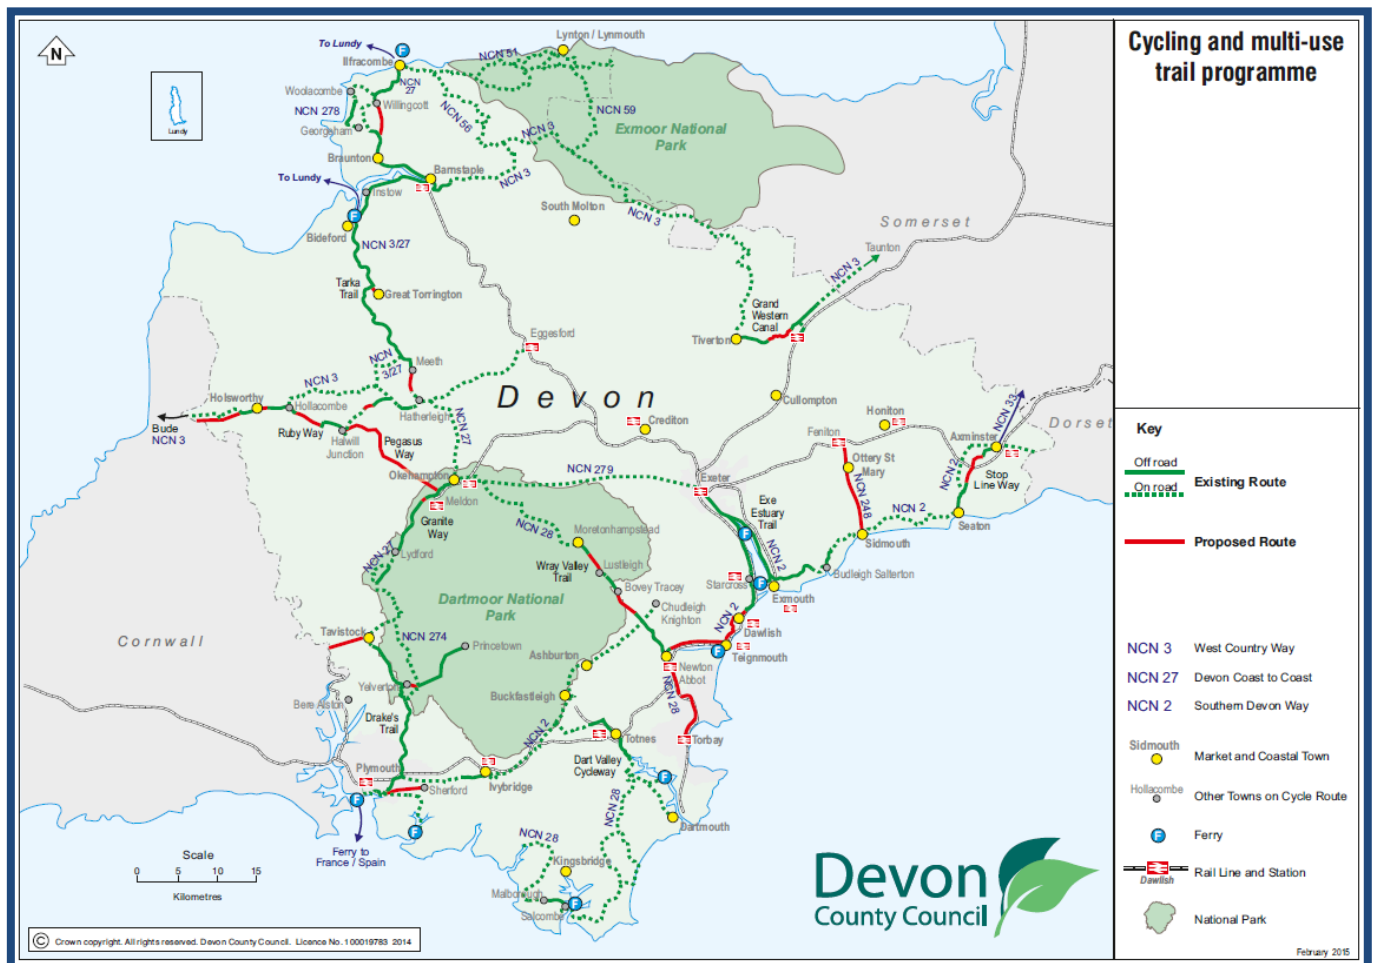 Cycling and multi-use
trail programme
N
To Lundy
F
Lynton / Lynmouth
Ilfracombe
NCN 51
NCN
27
Woolacombe
Willingcott
NCN 278
NCN 56
NCN 59
Georgeham
NCN 3
Exmoor National
Park
Lundy
Braunton
Barnstaple
To Lundy
Instow
NCN 3
South Molton
NCN 3
F
Bideford
NCN 3/27
Somerset
Taunton
NCN 3
Tarka
Trail
Great Torrington
Grand
Western
Canal
Tiverton
Eggesford
NCN
3/27
Meeth
NCN 3
Holsworthy
Hollacombe
Hatherleigh
Devon
Cullompton
Bude
NCN 3
Ruby Way
Halwill
Junction
Pegasus
Way
NCN 27
Crediton
Honiton
Feniton
Axminster
NCN 33
Dorset
Okehampton
NCN 279
Exeter
Ottery St
Mary
NCN 2
Stop
Line Way
Meldon
Granite
Way
Exe
Estuary
Trail
NCN 248
NCN 2
Seaton
NCN 28
Moretonhampstead
F
Sidmouth
NCN 27
Lydford
Wray Valley
Trail
Lustleigh
NCN 2
Bovey Tracey
Starcross
F
Budleigh Salterton
Exmouth
Dartmoor National
Park
Chudleigh
Knighton
NCN 2
Dawlish
Cornwall
Tavistock
NCN 274
Princetown
Ashburton
F
Teignmouth
Newton
Abbot
Yelverton
Buckfastleigh
NCN 28
Bere Alston
Drake's
Trail
NCN 2
Totnes
Torbay
Plymouth
Dart Valley
Cycleway
F
Sherford
Ivybridge
F
F
NCN 28
Dartmouth
Ferry to
France / Spain
NCN 28
Kingsbridge
Malborough
Salcombe
F
Scale
0 5 10 15
Kilometres
Devon
County Council
© Crown copyright. All rights reserved. Devon County Council. Licence No. 100019783 2014
Key
Off road
On road
Existing Route
Proposed Route
NCN 3 West Country Way
NCN 27 Devon Coast to Coast
NCN 2 Southern Devon Way
Sidmouth
Market and Coastal Town
Hollacombe
Other Towns on Cycle Route
F Ferry
Dawlish
Rail Line and Station
National Park
February 2015